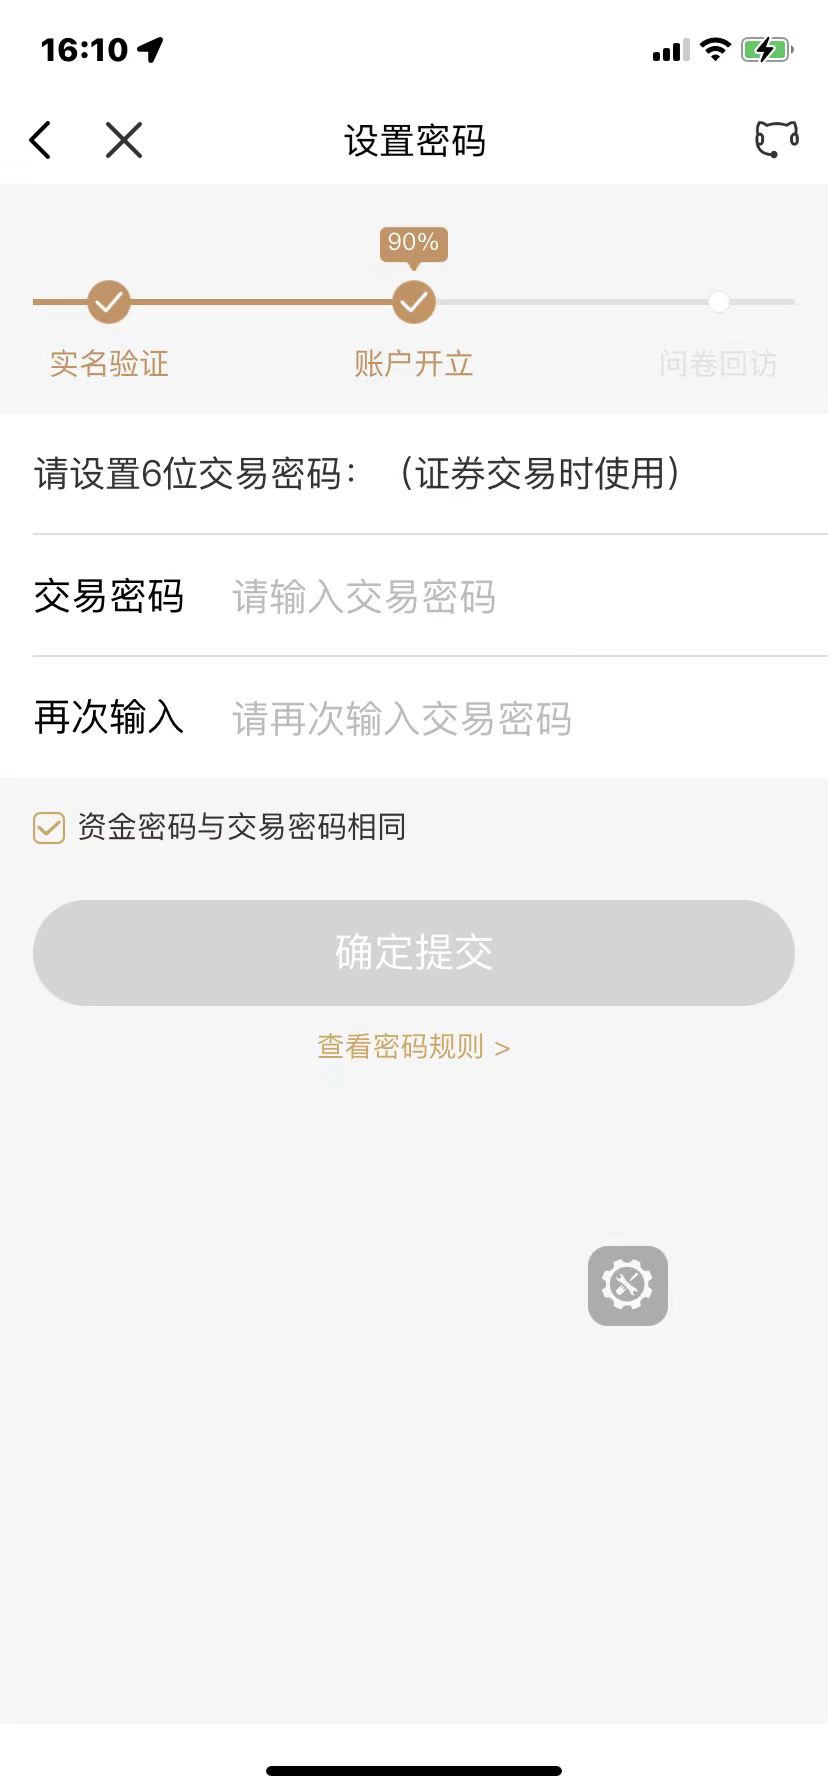 16:10
设置密码
90%
实名验证 账户开立 问卷回访
请设置6位交易密码：（证券交易时使用）
交易密码 请输入交易密码
再次输入 请再次输入交易密码
资金密码与交易密码相同
确定提交
查看密码规则 >